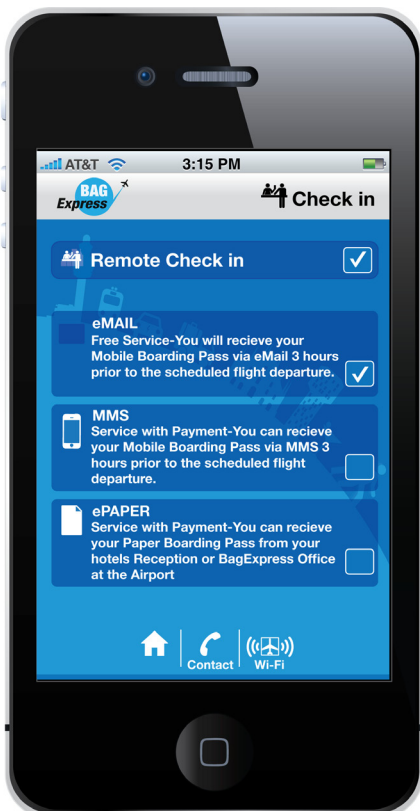 AT&T 3:15 PM
BAG
Express
Check in
Remote Check in
eMAIL
Free Service-You will recieve your
Mobile Boarding Pass via eMail 3 hours
prior to the scheduled flight departure.
MMS
Service with Payment-You can recieve
your Mobile Boarding Pass via MMS 3
hours prior to the scheduled flight
departure.
ePAPER
Service with Payment-You can recieve
your Paper Boarding Pass from your
hotels Reception or BagExpress Office
at the Airport
Contact
Wi-Fi